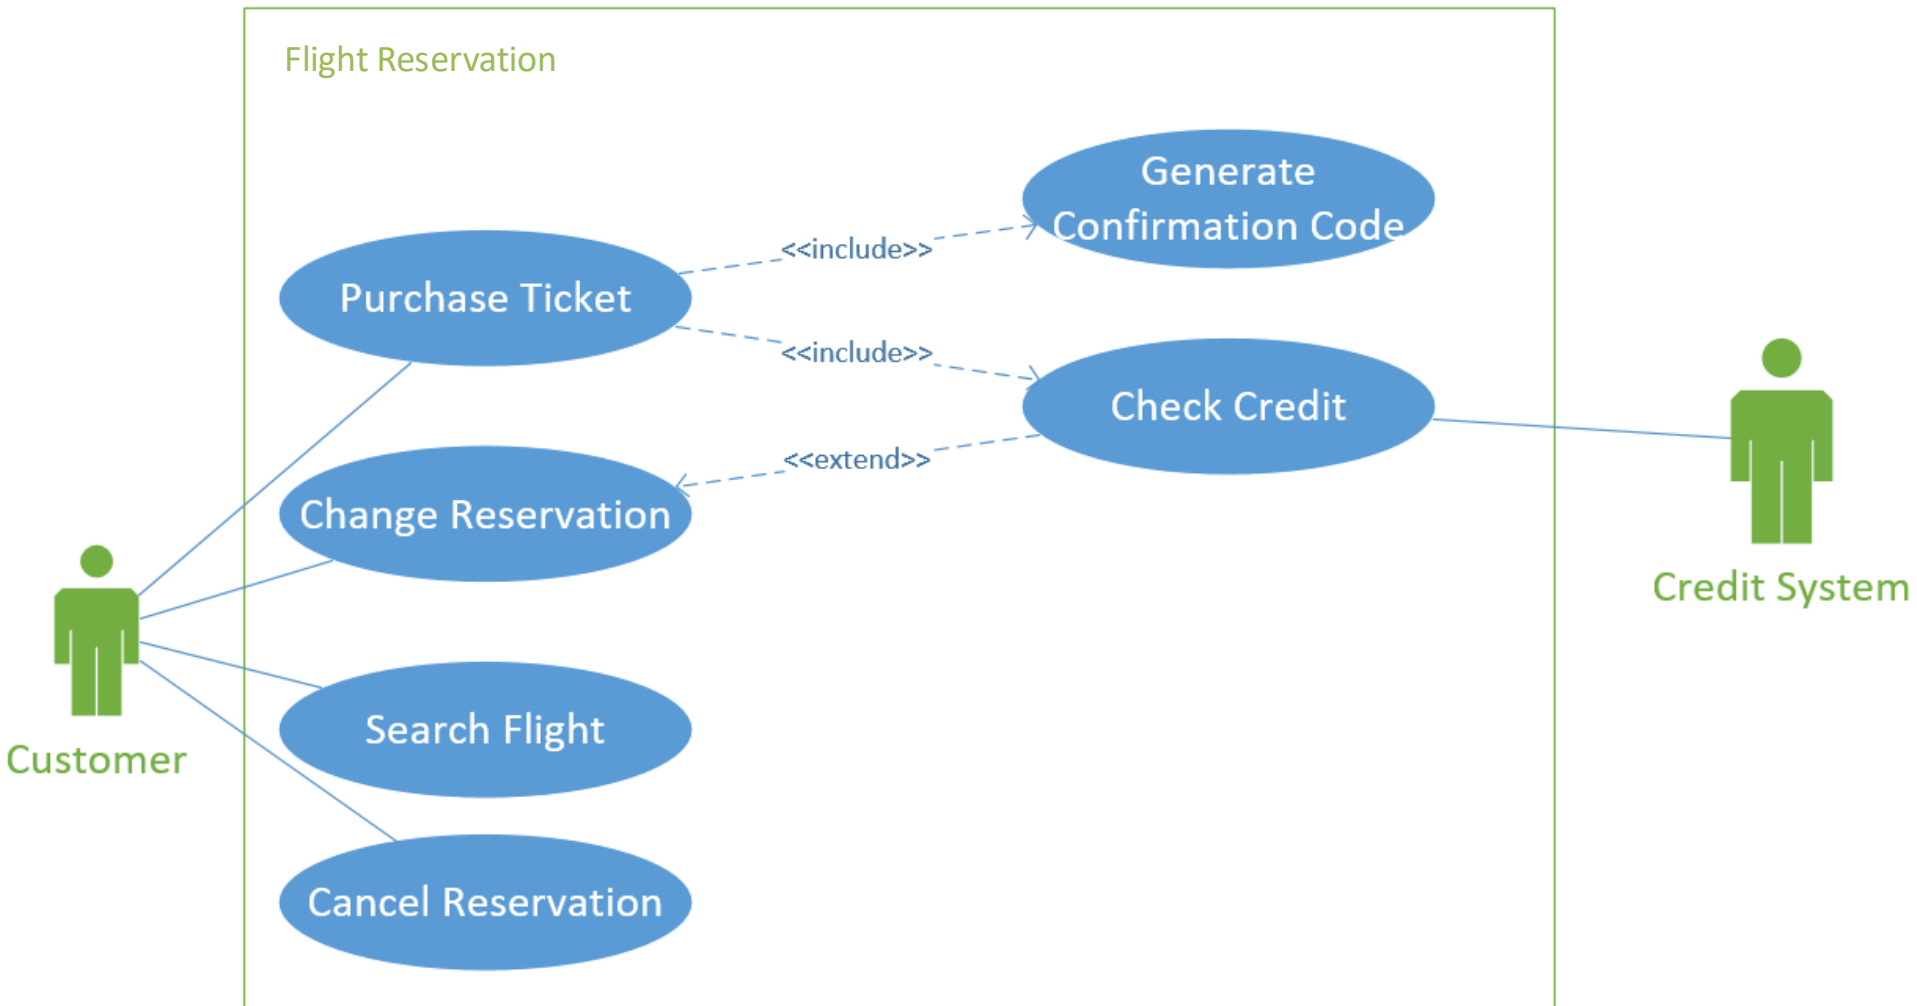 Flight Reservation
Generate
Confirmation Code
<<include>>
Purchase Ticket
<<include>>
Check Credit
<<extend>>
Change Reservation
Credit System
Search Flight
Customer
Cancel Reservation